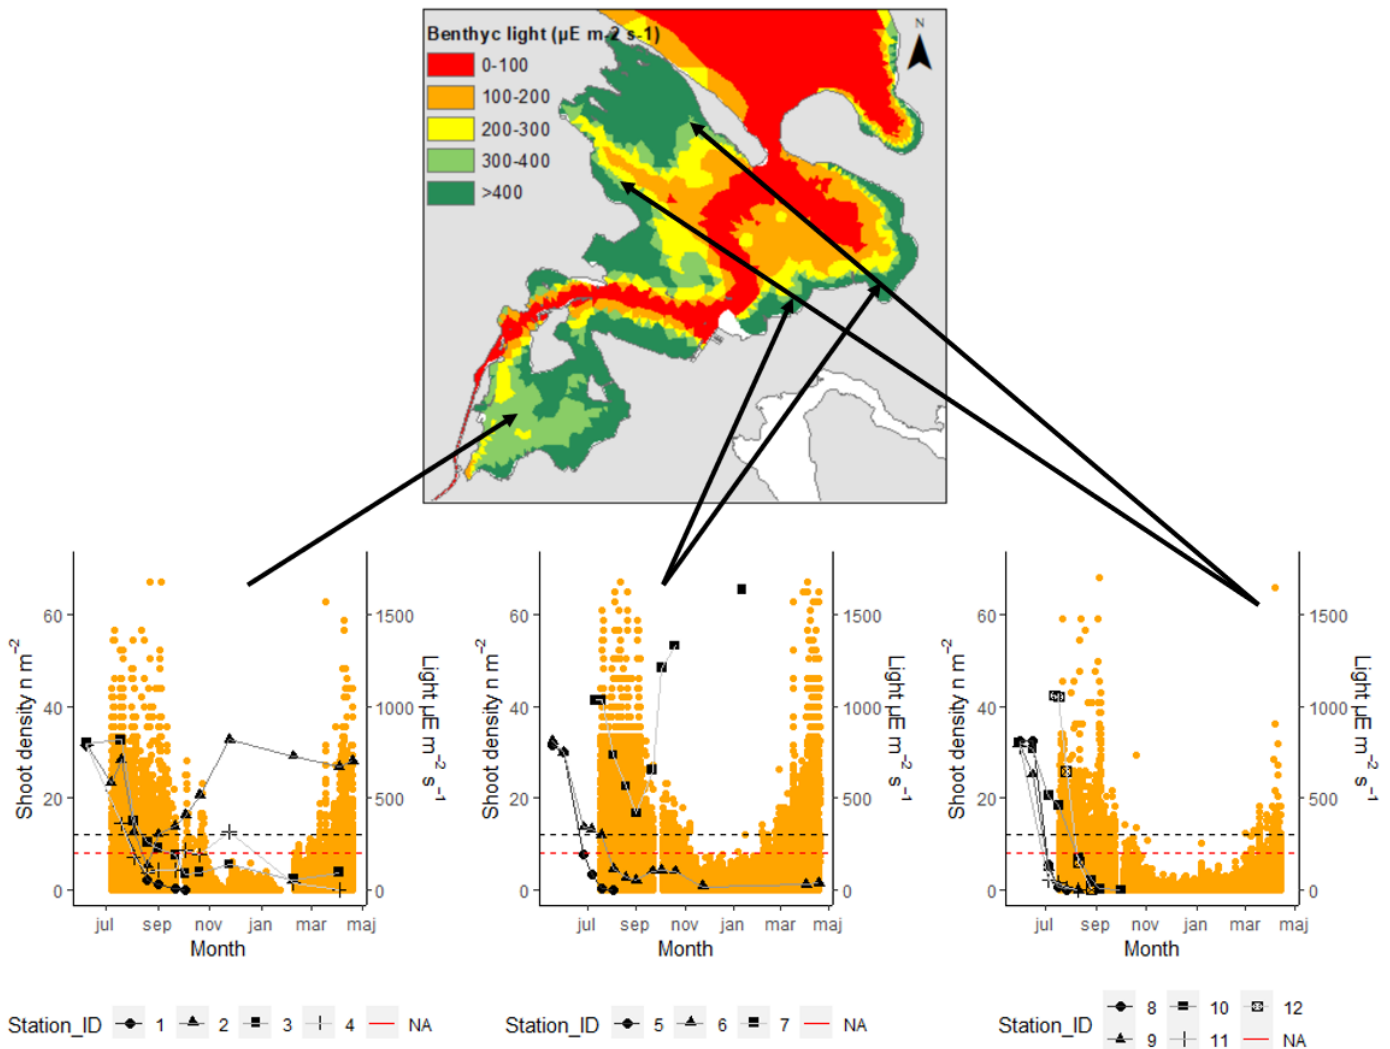 Benthyc light (µE m-2 s-1)
N
0-100
100-200
200-300
300-400
>400
60
40
20
0
Shoot density n m⁻²
1500
1000
500
0
Light µE m⁻² s⁻¹
jul sep nov jan mar maj
Month
60
40
20
0
Shoot density n m⁻²
1500
1000
500
0
Light µE m⁻² s⁻¹
jul sep nov jan mar maj
Month
60
40
20
0
Shoot density n m⁻²
1500
1000
500
0
Light µE m⁻² s⁻¹
jul sep nov jan mar maj
Month
Station_ID 1 2 3 4 NA
Station_ID 5 6 7 NA
Station_ID 8 10 12
9 11 NA